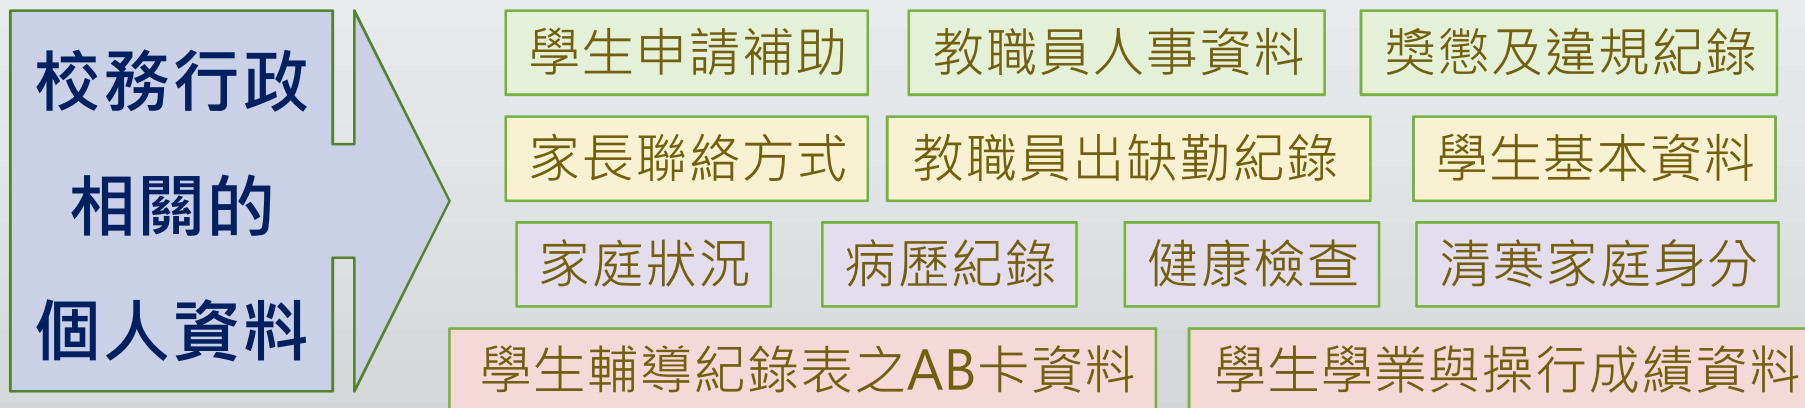 校務行政
相關的
個人資料
學生申請補助
教職員人事資料
獎懲及違規紀錄
家長聯絡方式
教職員出缺勤紀錄
學生基本資料
家庭狀況
病歷紀錄
健康檢查
清寒家庭身分
學生輔導紀錄表之AB卡資料
學生學業與操行成績資料